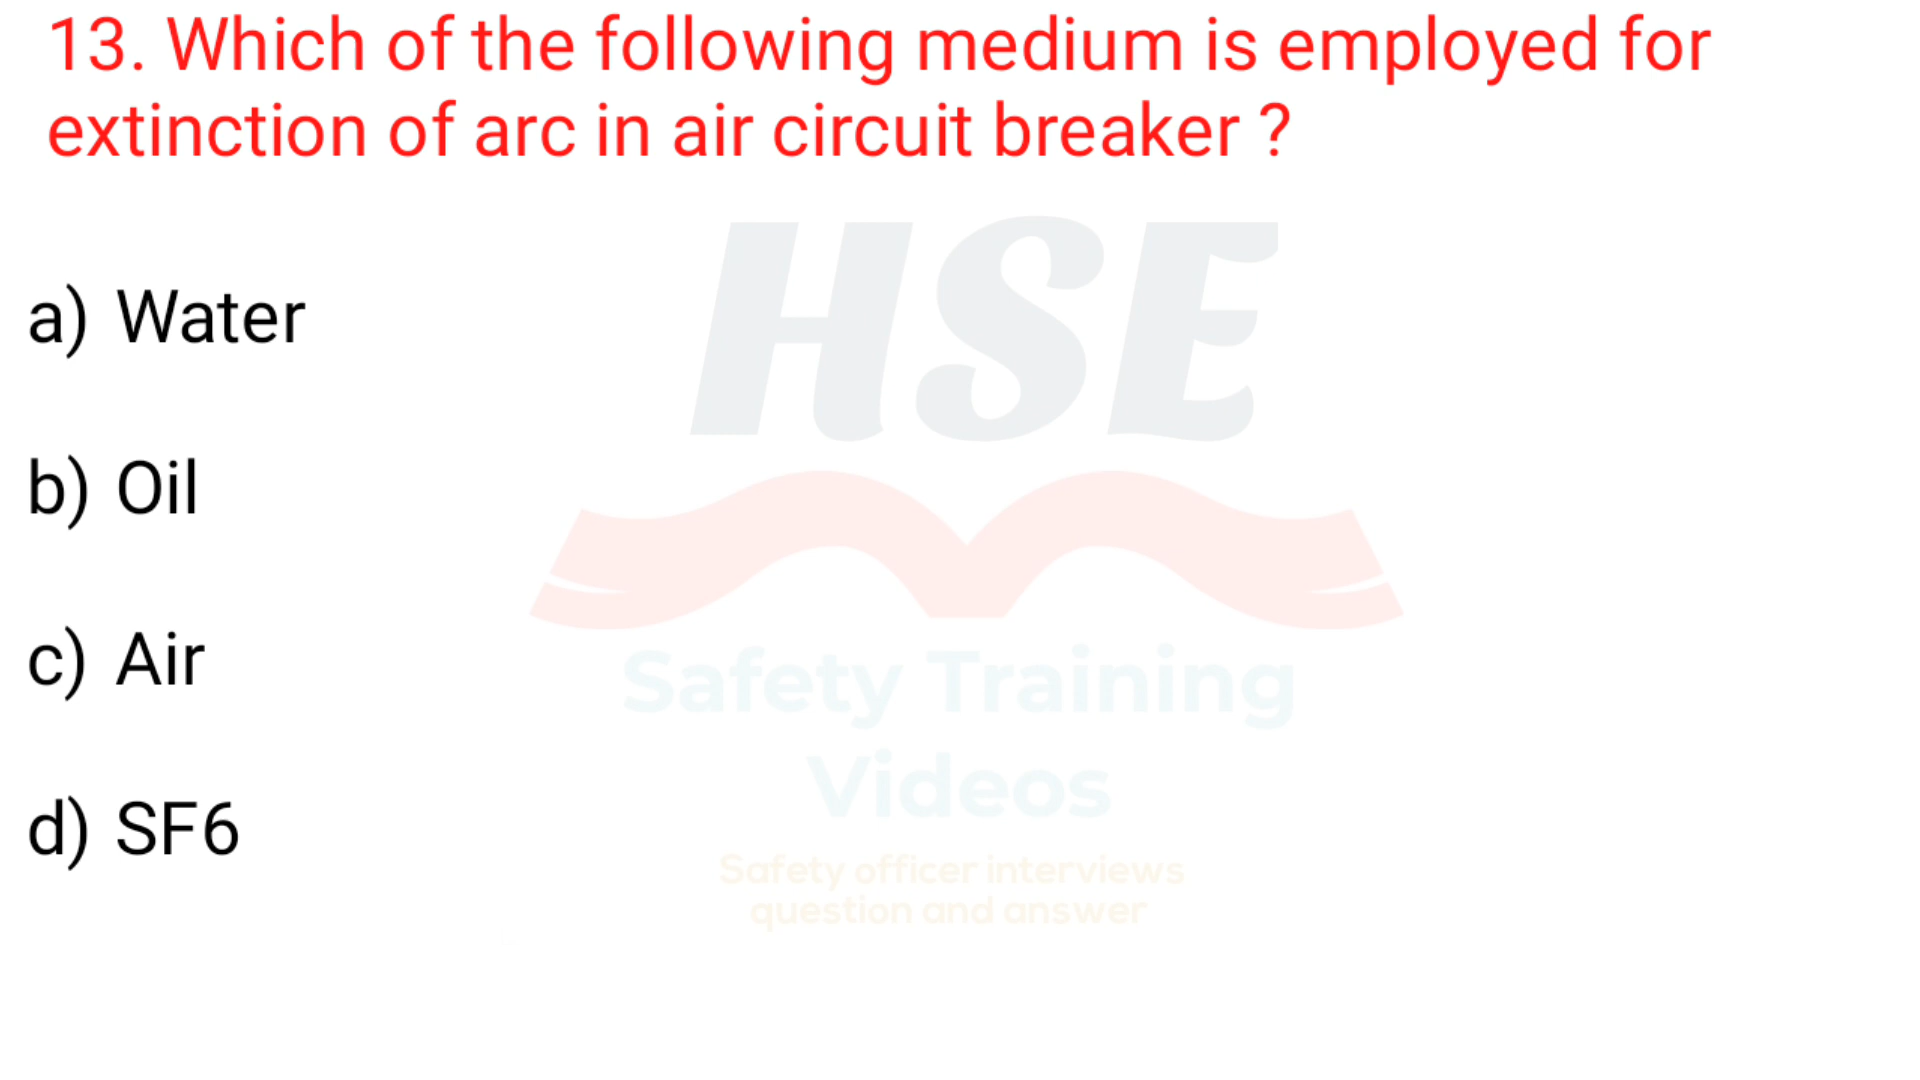 13. Which of the following medium is employed for
extinction of arc in air circuit breaker ?
a) Water
b) Oil
c) Air
d) SF6
HSE
Safety Training
Videos
Safety officer interviews
question and answer